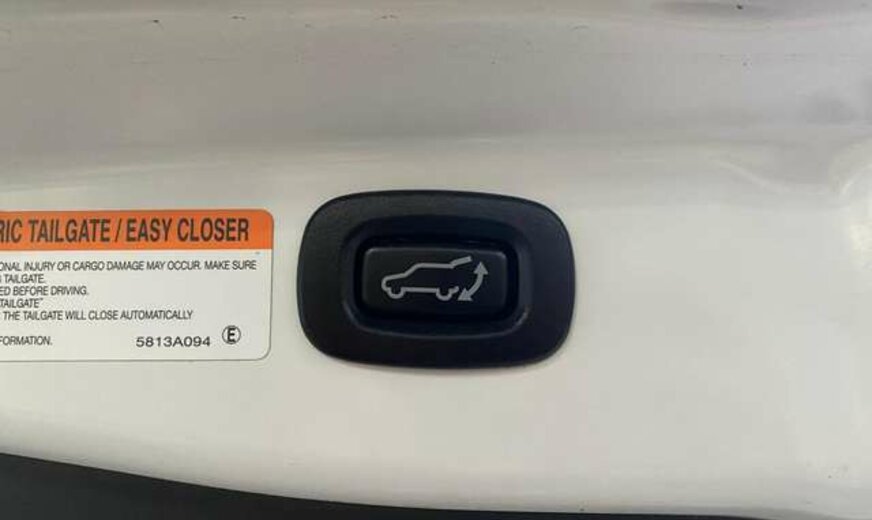 RIC TAILGATE / EASY CLOSER
ONAL INJURY OR CARGO DAMAGE MAY OCCUR. MAKE SURE
TAILGATE.
ED BEFORE DRIVING.
TAILGATE"
THE TAILGATE WILL CLOSE AUTOMATICALLY
FORMATION.
5813A094 E